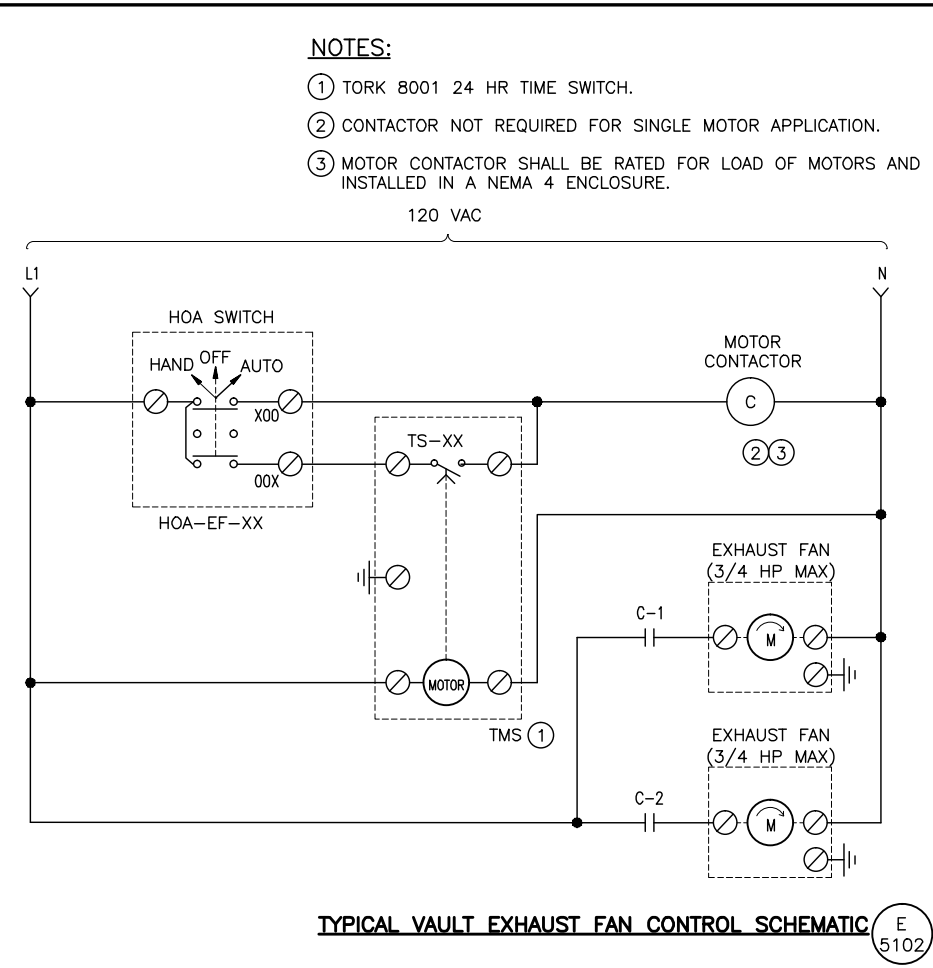 NOTES:
1 TORK 8001 24 HR TIME SWITCH.
2 CONTACTOR NOT REQUIRED FOR SINGLE MOTOR APPLICATION.
3 MOTOR CONTACTOR SHALL BE RATED FOR LOAD OF MOTORS AND
INSTALLED IN A NEMA 4 ENCLOSURE.
120 VAC
L1
N
HOA SWITCH
HAND
OFF
AUTO
X00
00X
HOA-EF-XX
TS-XX
MOTOR
CONTACTOR
C
2 3
MOTOR
TMS 1
EXHAUST FAN
(3/4 HP MAX)
C-1
M
EXHAUST FAN
(3/4 HP MAX)
C-2
M
TYPICAL VAULT EXHAUST FAN CONTROL SCHEMATIC
E
5102